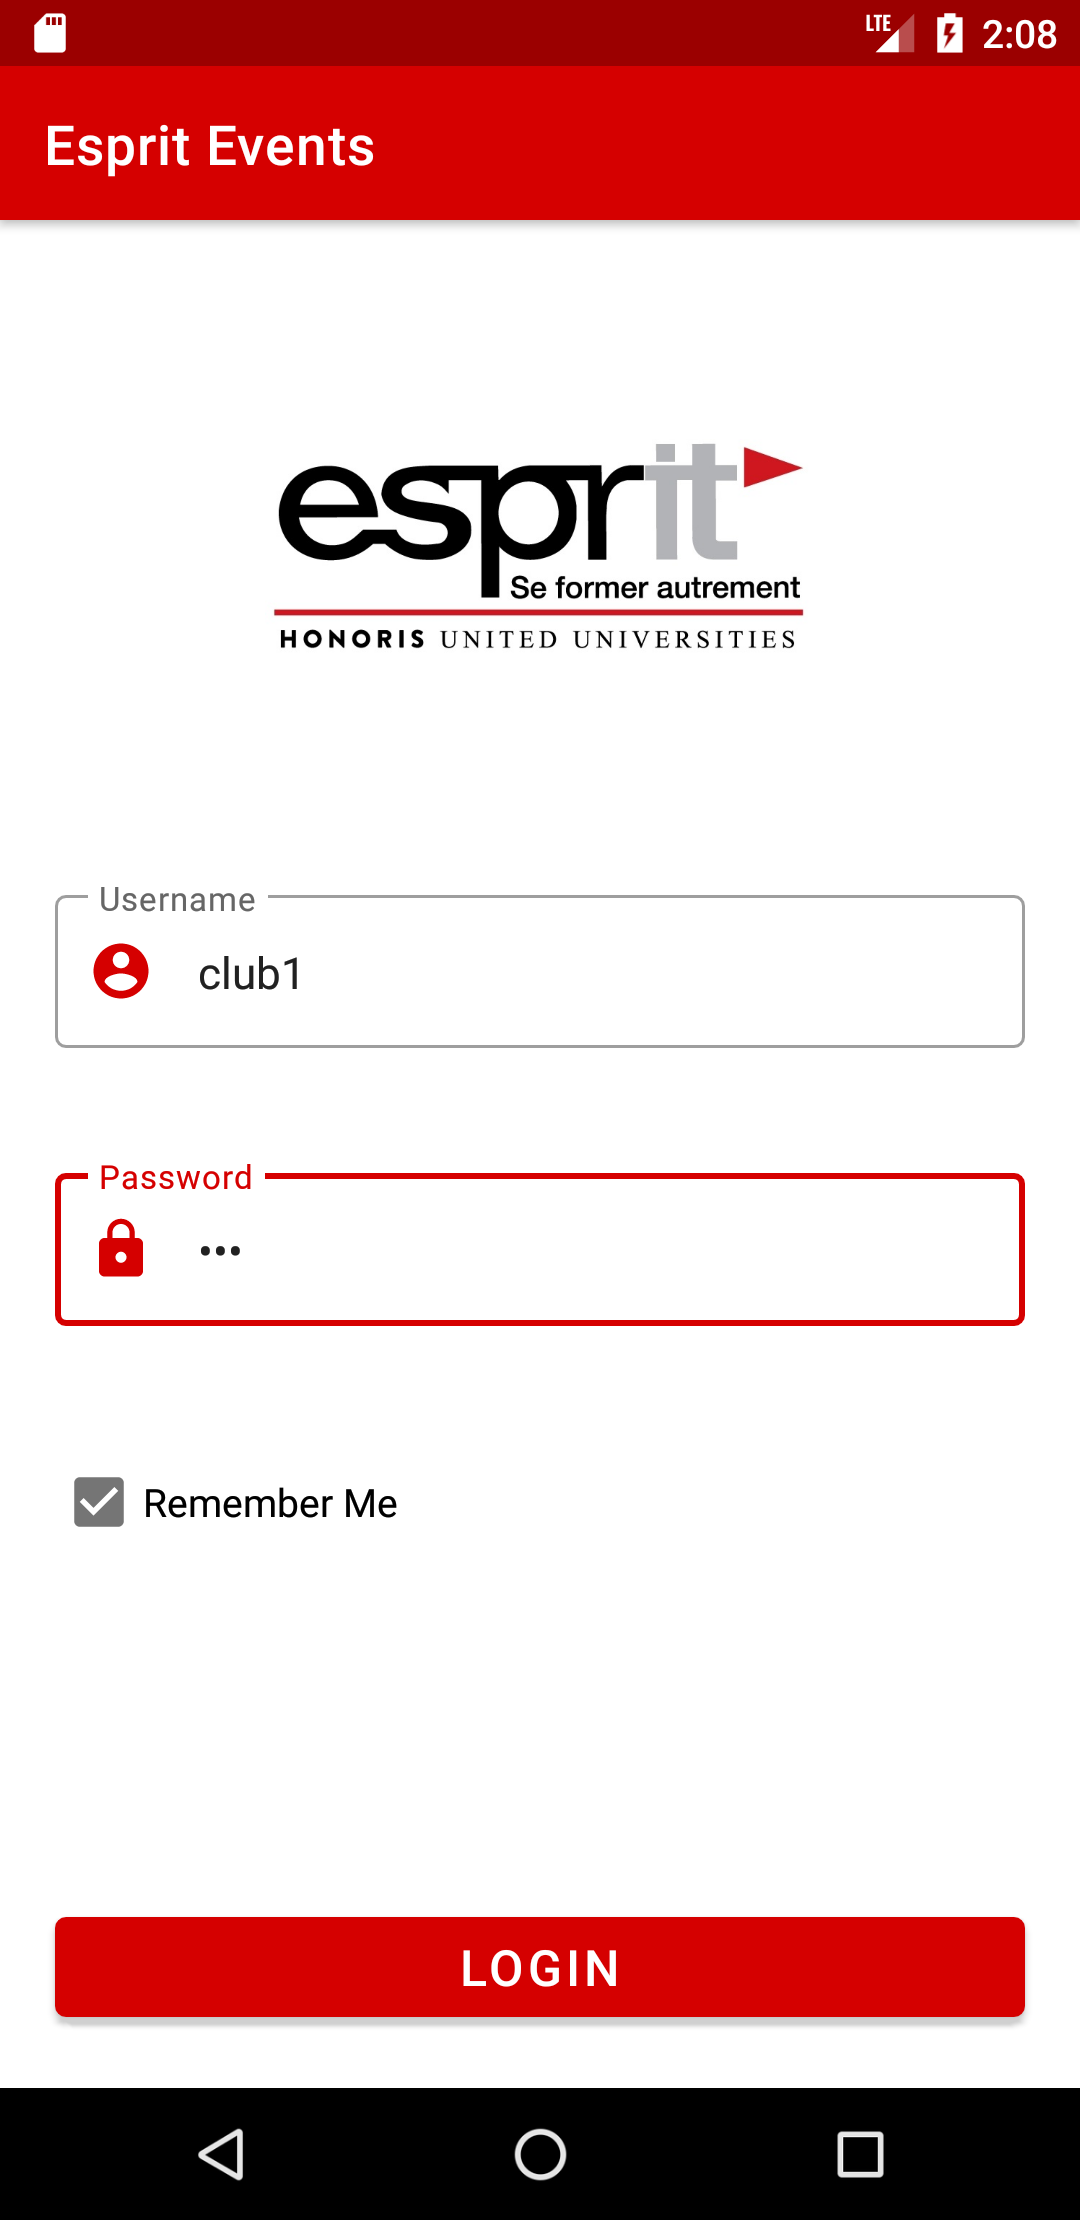 LTE 2:08
Esprit Events
esprit
Se former autrement
HONORIS UNITED UNIVERSITIES
Username
club1
Password
•••
Remember Me
LOGIN